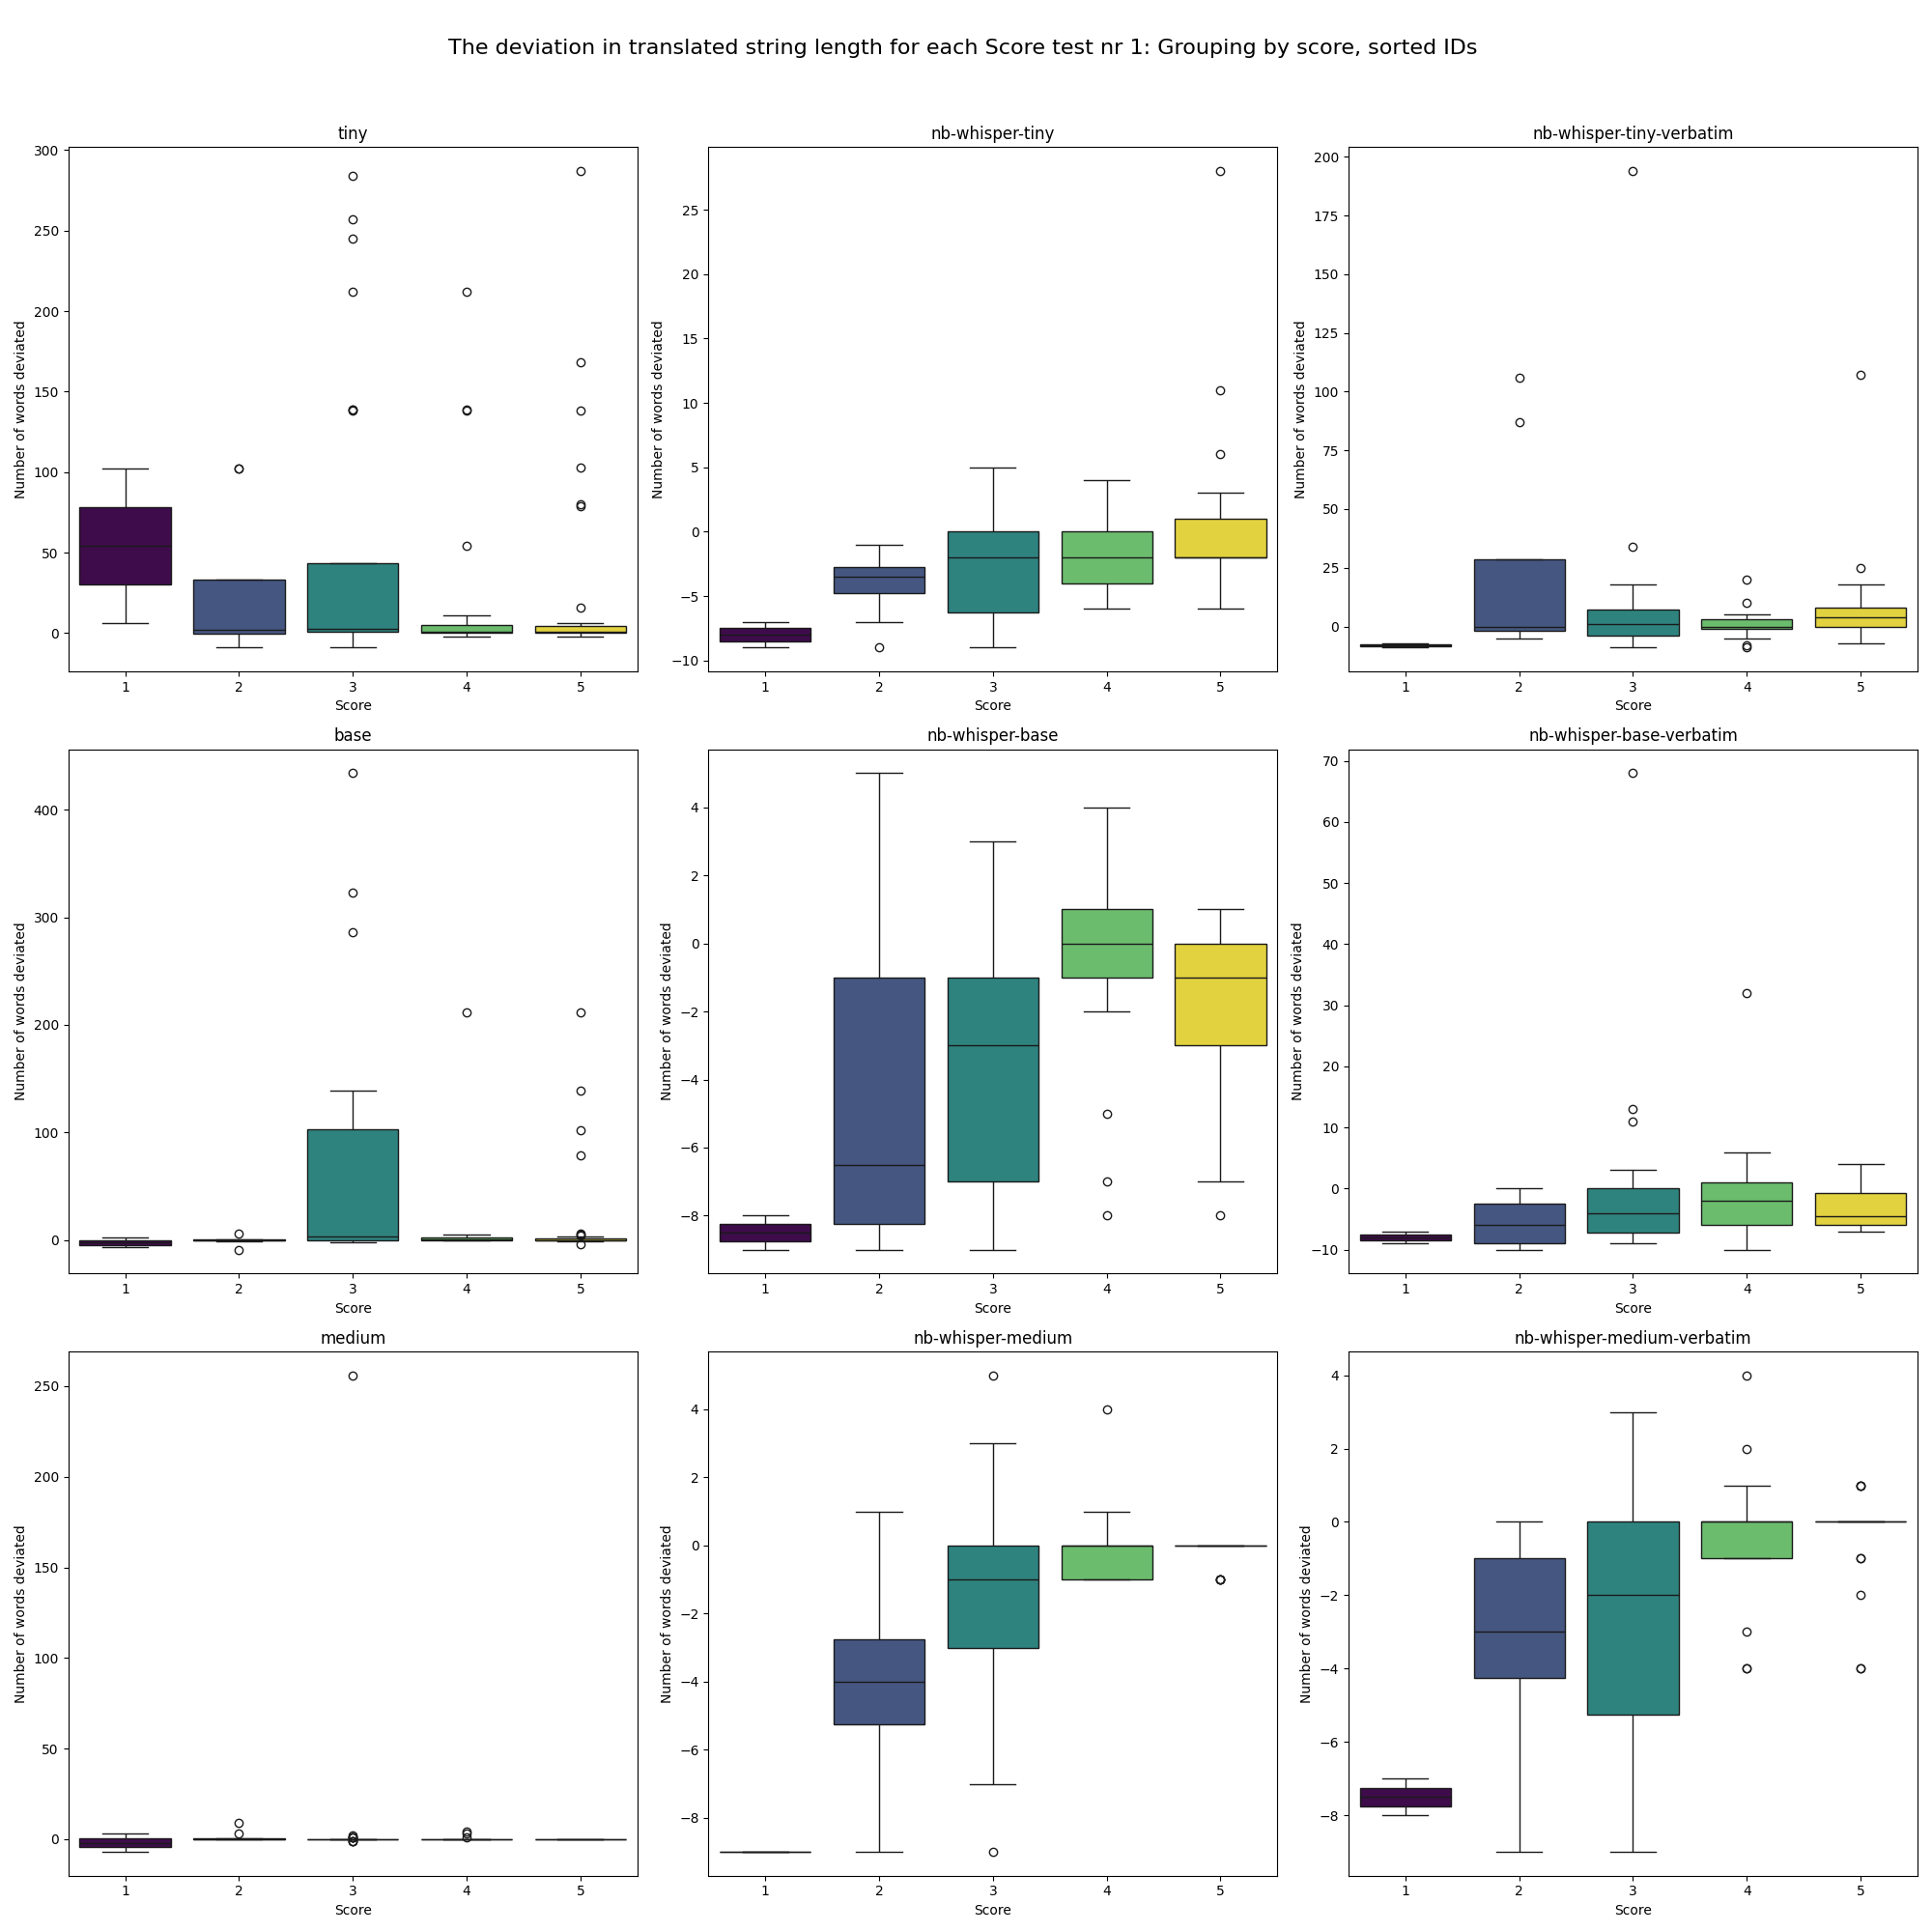 The deviation in translated string length for each Score test nr 1: Grouping by score, sorted IDs
tiny
300
250
200
150
100
50
0
Number of words deviated
1 2 3 4 5
Score
nb-whisper-tiny
25
20
15
10
5
0
−5
−10
Number of words deviated
1 2 3 4 5
Score
nb-whisper-tiny-verbatim
200
175
150
125
100
75
50
25
0
Number of words deviated
1 2 3 4 5
Score
base
400
300
200
100
0
Number of words deviated
1 2 3 4 5
Score
nb-whisper-base
4
2
0
−2
−4
−6
−8
Number of words deviated
1 2 3 4 5
Score
nb-whisper-base-verbatim
70
60
50
40
30
20
10
0
−10
Number of words deviated
1 2 3 4 5
Score
medium
250
200
150
100
50
0
Number of words deviated
1 2 3 4 5
Score
nb-whisper-medium
4
2
0
−2
−4
−6
−8
Number of words deviated
1 2 3 4 5
Score
nb-whisper-medium-verbatim
4
2
0
−2
−4
−6
−8
Number of words deviated
1 2 3 4 5
Score